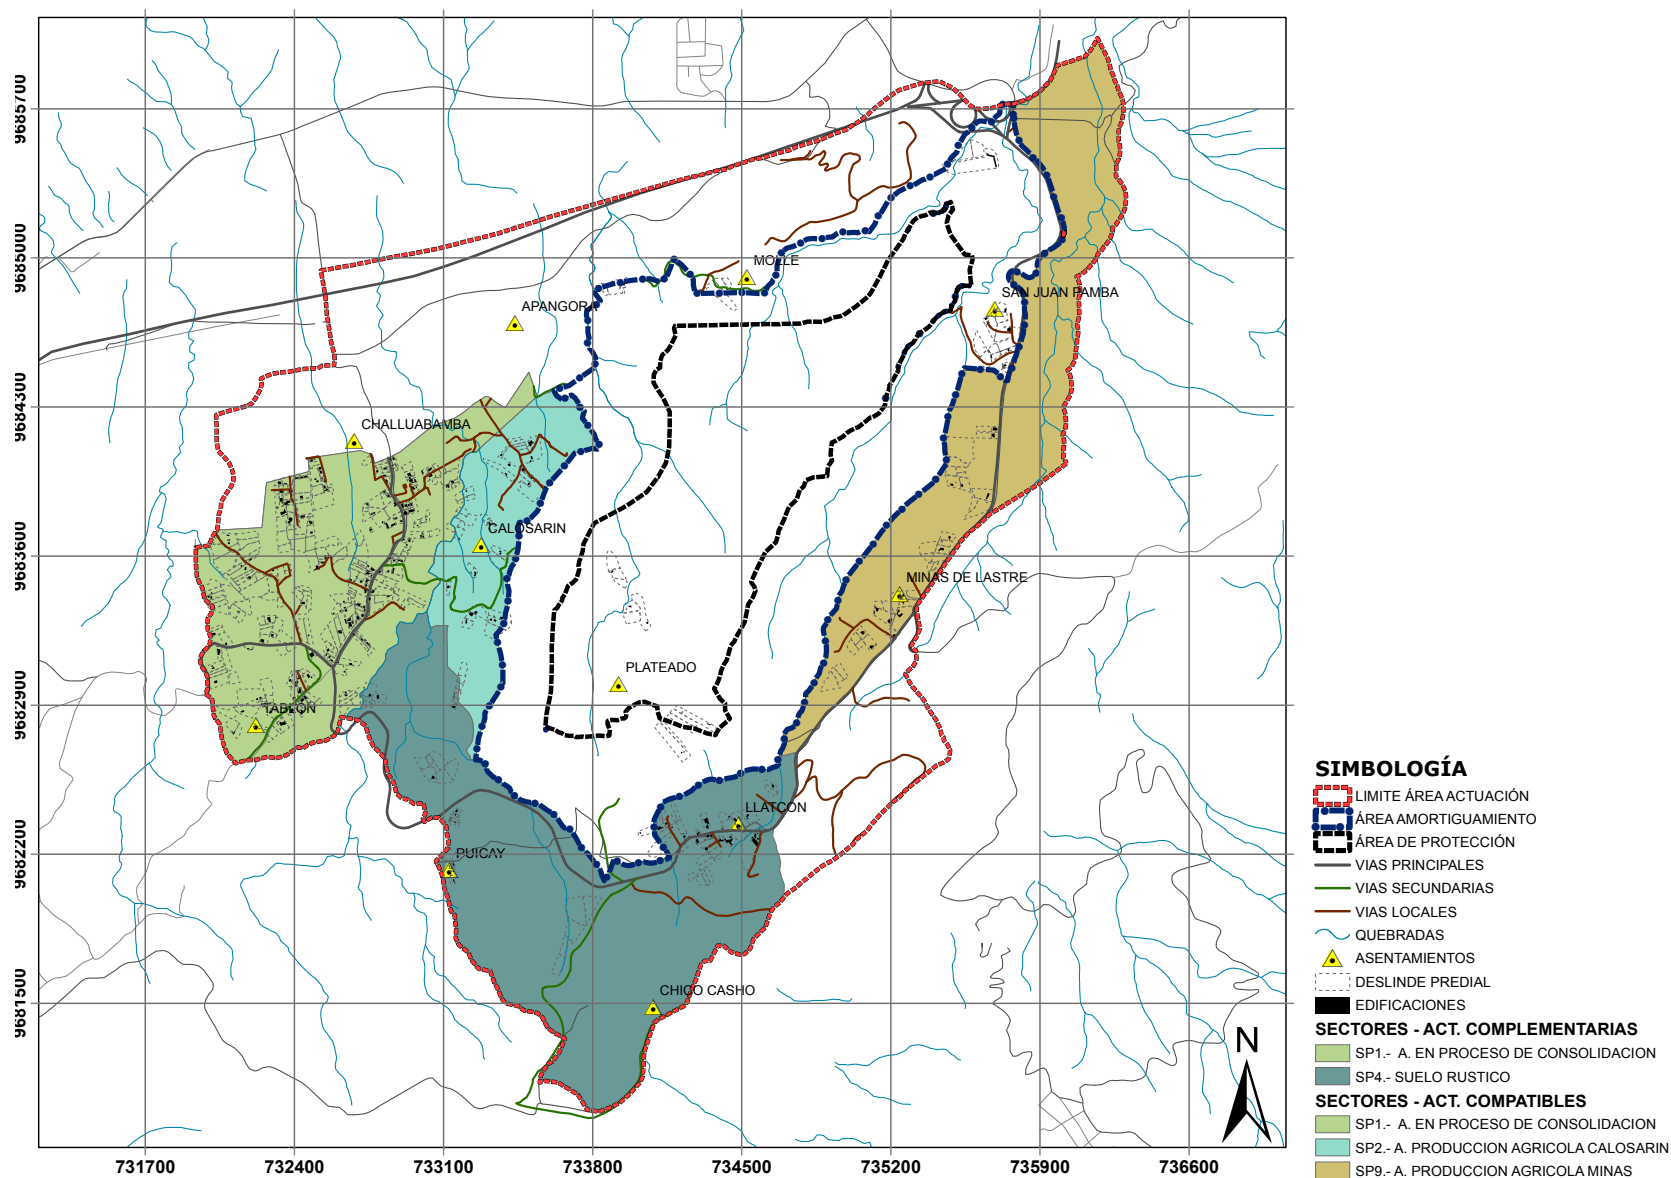 9685700
9685000
9684300
9683600
9682900
9682200
9681500
MOLLE
SAN JUAN PAMBA
APANGORA
CHALLUABAMBA
CALOSARIN
MINAS DE LASTRE
PLATEADO
TABLON
LLATCON
PUICAY
CHICO CASHO
N
731700
732400
733100
733800
734500
735200
735900
736600
SIMBOLOGÍA
LIMITE ÁREA ACTUACIÓN
ÁREA AMORTIGUAMIENTO
ÁREA DE PROTECCIÓN
VIAS PRINCIPALES
VIAS SECUNDARIAS
VIAS LOCALES
QUEBRADAS
ASENTAMIENTOS
DESLINDE PREDIAL
EDIFICACIONES
SECTORES - ACT. COMPLEMENTARIAS
SP1.- A. EN PROCESO DE CONSOLIDACION
SP4.- SUELO RUSTICO
SECTORES - ACT. COMPATIBLES
SP1.- A. EN PROCESO DE CONSOLIDACION
SP2.- A. PRODUCCION AGRICOLA CALOSARIN
SP9.- A. PRODUCCION AGRICOLA MINAS